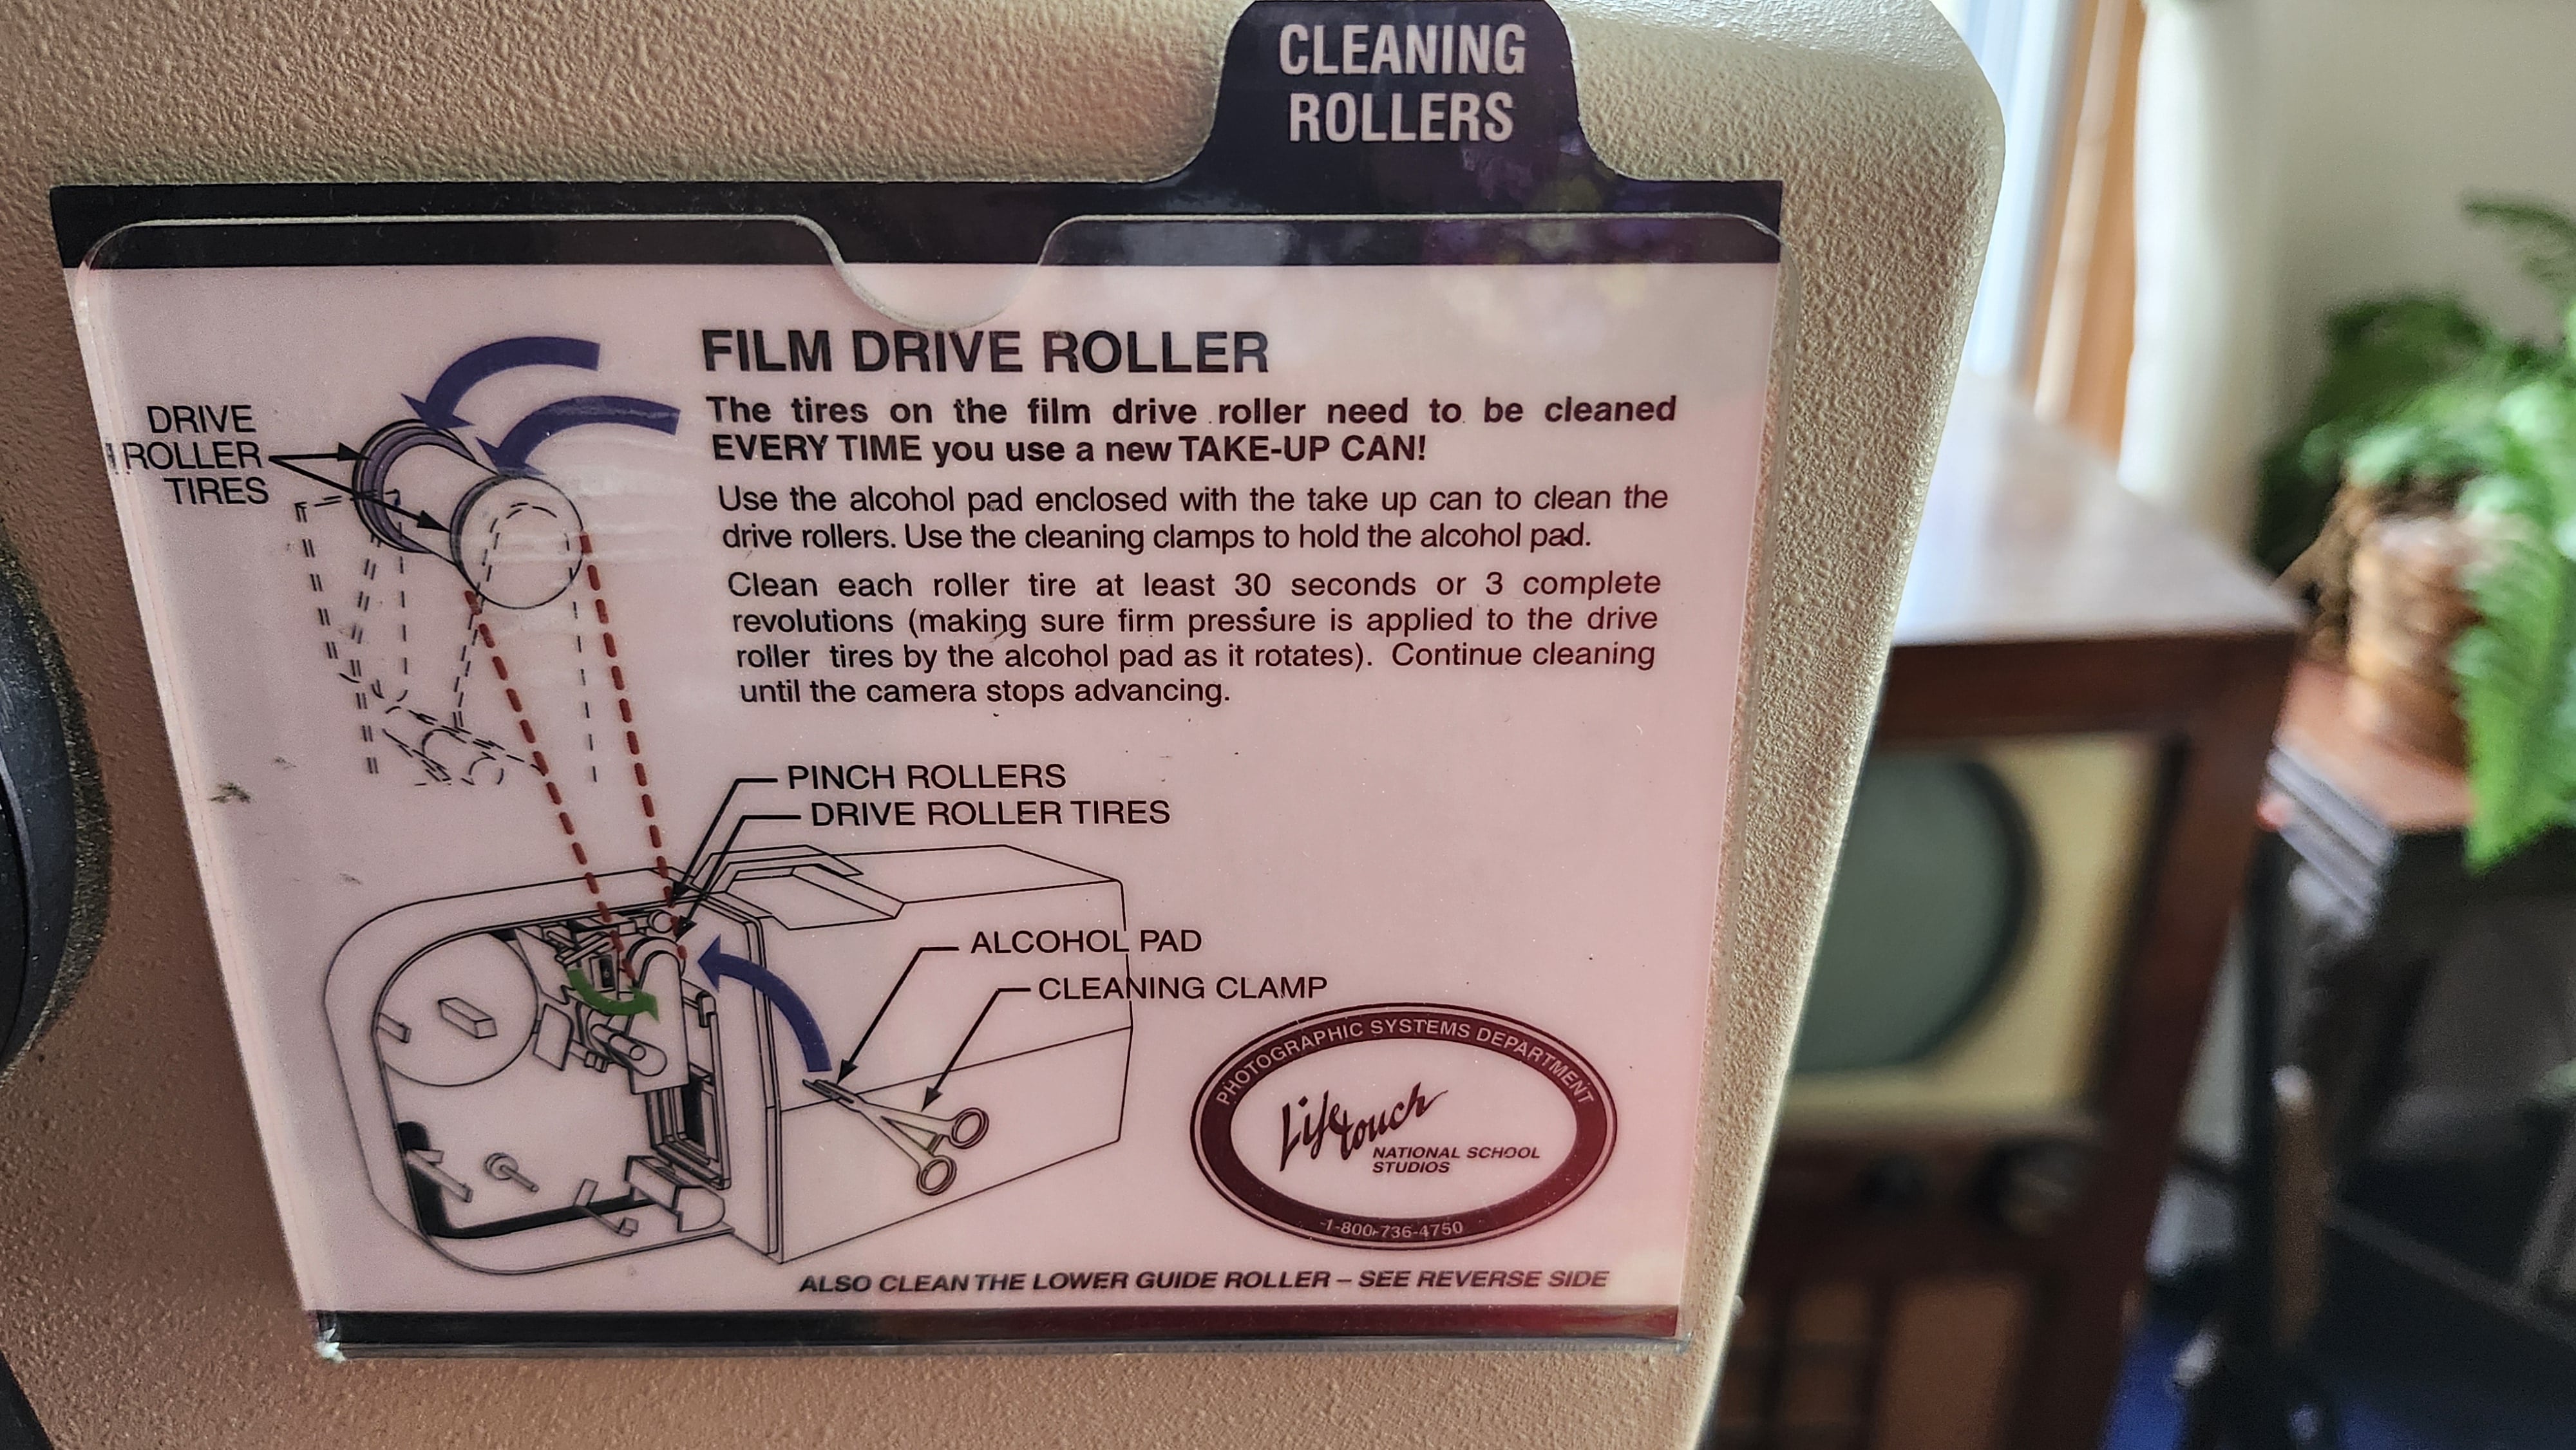 CLEANING
ROLLERS
FILM DRIVE ROLLER
The tires on the film drive roller need to be cleaned
EVERY TIME you use a new TAKE-UP CAN!
Use the alcohol pad enclosed with the take up can to clean the
drive rollers. Use the cleaning clamps to hold the alcohol pad.
Clean each roller tire at least 30 seconds or 3 complete
revolutions (making sure firm pressure is applied to the drive
roller tires by the alcohol pad as it rotates). Continue cleaning
until the camera stops advancing.
DRIVE
ROLLER
TIRES
PINCH ROLLERS
DRIVE ROLLER TIRES
ALCOHOL PAD
CLEANING CLAMP
PHOTOGRAPHIC SYSTEMS DEPARTMENT
Lifetouch
NATIONAL SCHOOL
STUDIOS
1-800-736-4750
ALSO CLEAN THE LOWER GUIDE ROLLER – SEE REVERSE SIDE